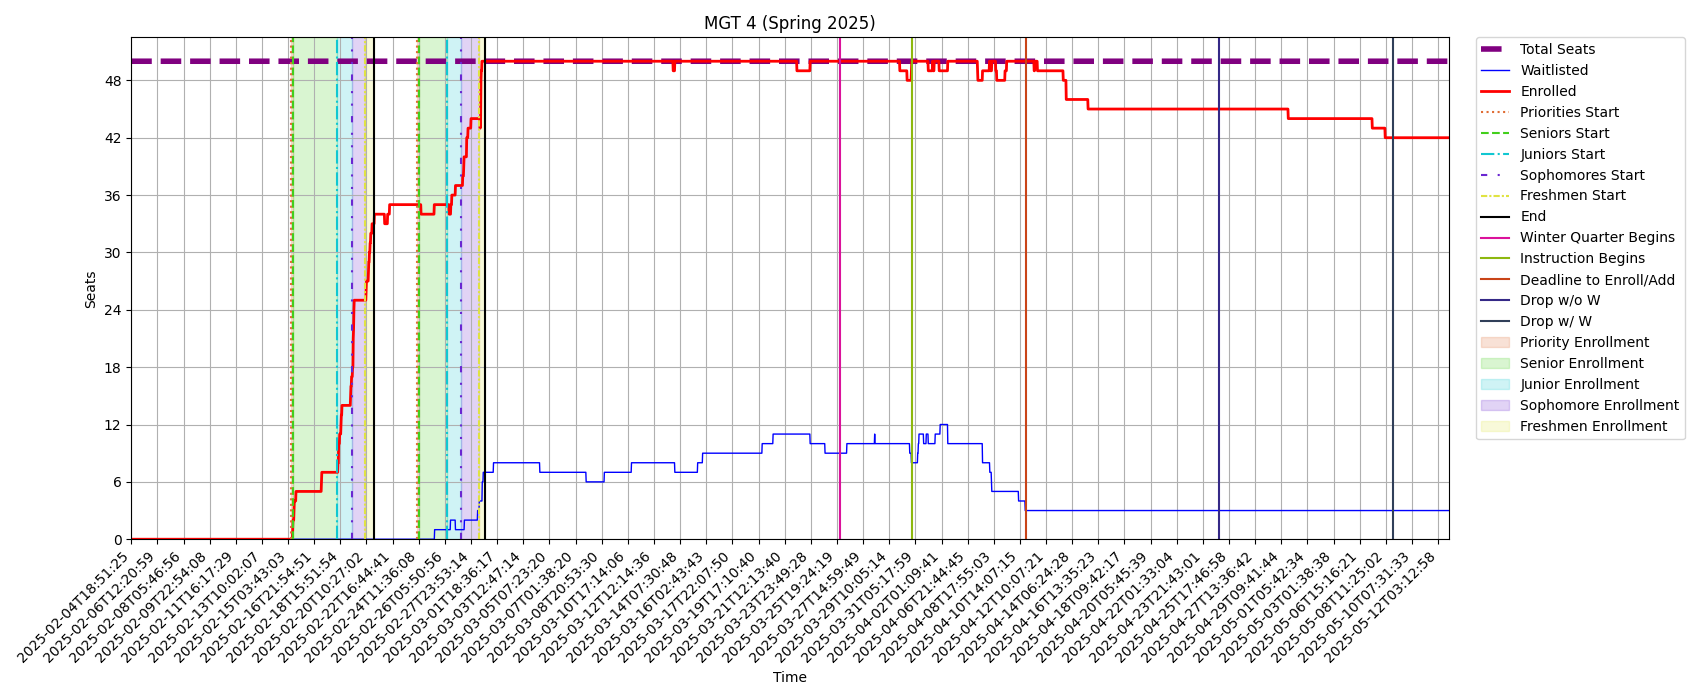 MGT 4 (Spring 2025)
Seats
48
42
36
30
24
18
12
6
0
2025-02-04T18:51:25
2025-02-06T12:20:59
2025-02-08T05:46:56
2025-02-09T22:54:08
2025-02-11T16:17:29
2025-02-13T10:02:07
2025-02-15T03:43:03
2025-02-16T21:54:51
2025-02-18T15:51:54
2025-02-20T10:27:02
2025-02-22T16:44:41
2025-02-24T11:36:08
2025-02-26T05:50:56
2025-02-27T23:53:14
2025-03-01T18:36:17
2025-03-03T12:47:14
2025-03-05T07:23:20
2025-03-07T01:38:20
2025-03-08T20:53:30
2025-03-10T17:14:06
2025-03-12T12:14:36
2025-03-14T07:30:48
2025-03-16T02:43:43
2025-03-17T22:07:50
2025-03-19T17:10:40
2025-03-21T12:13:40
2025-03-23T23:49:28
2025-03-25T19:24:19
2025-03-27T14:59:49
2025-03-29T10:05:14
2025-03-31T05:17:59
2025-04-02T01:09:41
2025-04-06T21:44:45
2025-04-08T17:55:03
2025-04-10T14:07:15
2025-04-12T10:07:21
2025-04-14T06:24:28
2025-04-16T13:35:23
2025-04-18T09:42:17
2025-04-20T05:45:39
2025-04-22T01:33:04
2025-04-23T21:43:01
2025-04-25T17:46:58
2025-04-27T13:36:42
2025-04-29T09:41:44
2025-05-01T05:42:34
2025-05-03T01:38:38
2025-05-06T15:16:21
2025-05-08T11:25:02
2025-05-10T07:31:33
2025-05-12T03:12:58
Time
Total Seats
Waitlisted
Enrolled
Priorities Start
Seniors Start
Juniors Start
Sophomores Start
Freshmen Start
End
Winter Quarter Begins
Instruction Begins
Deadline to Enroll/Add
Drop w/o W
Drop w/ W
Priority Enrollment
Senior Enrollment
Junior Enrollment
Sophomore Enrollment
Freshmen Enrollment